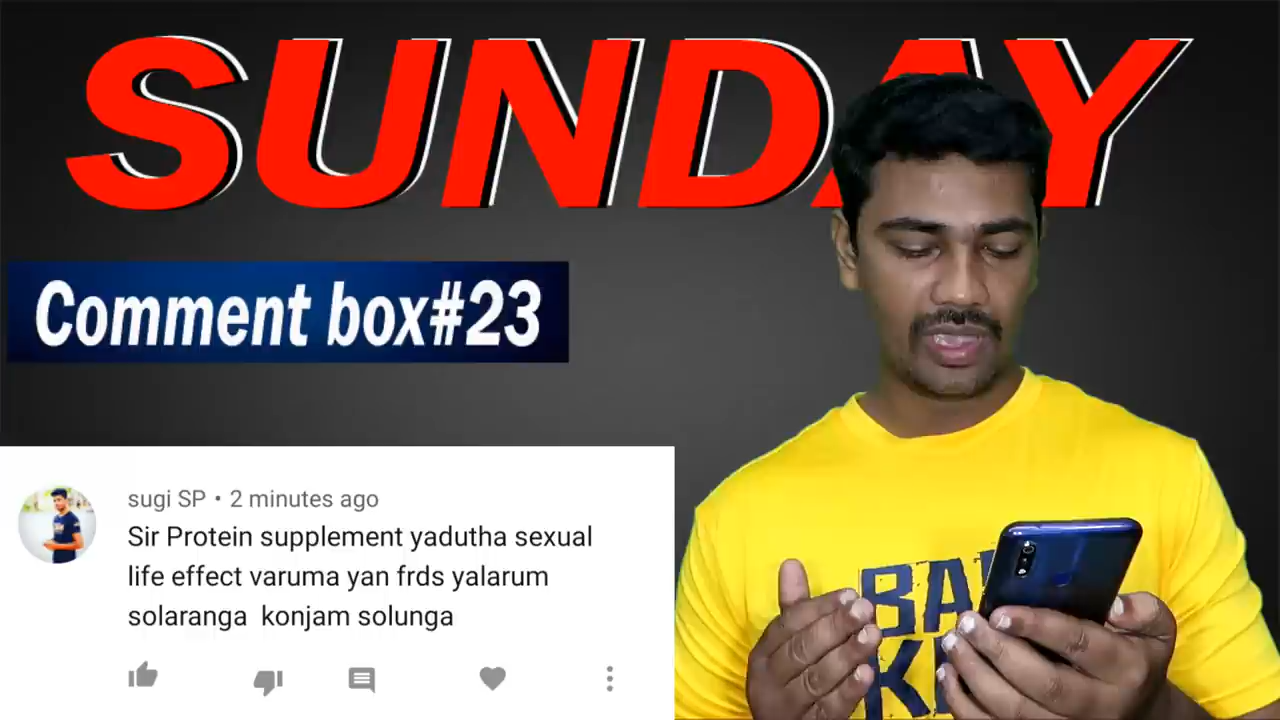 SUNDAY
Comment box#23
sugi SP • 2 minutes ago
Sir Protein supplement yadutha sexual
life effect varuma yan frds yalarum
solaranga konjam solunga